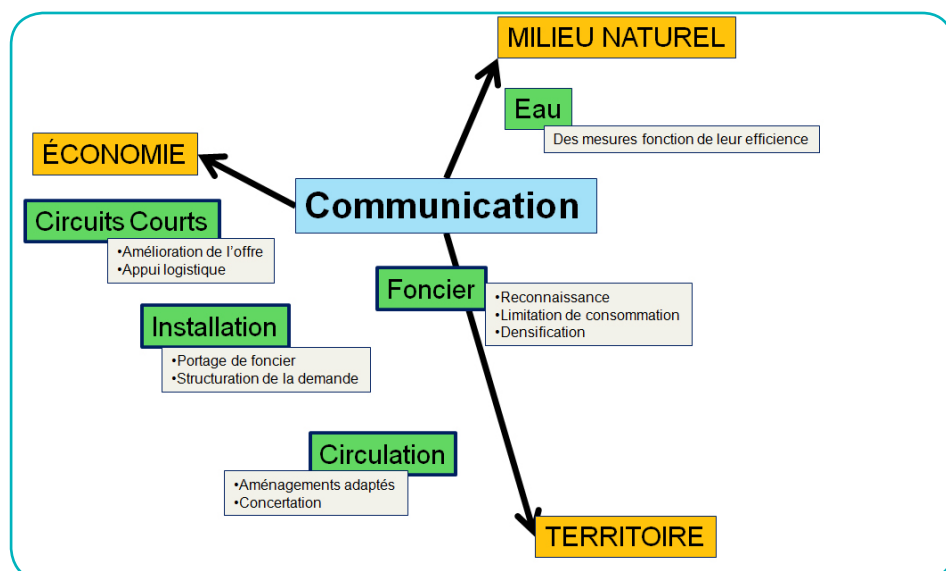 MILIEU NATUREL
Eau
Des mesures fonction de leur efficience
ÉCONOMIE
Communication
Circuits Courts
•Amélioration de l'offre
•Appui logistique
Foncier
•Reconnaissance
•Limitation de consommation
•Densification
Installation
•Portage de foncier
•Structuration de la demande
Circulation
•Aménagements adaptés
•Concertation
TERRITOIRE